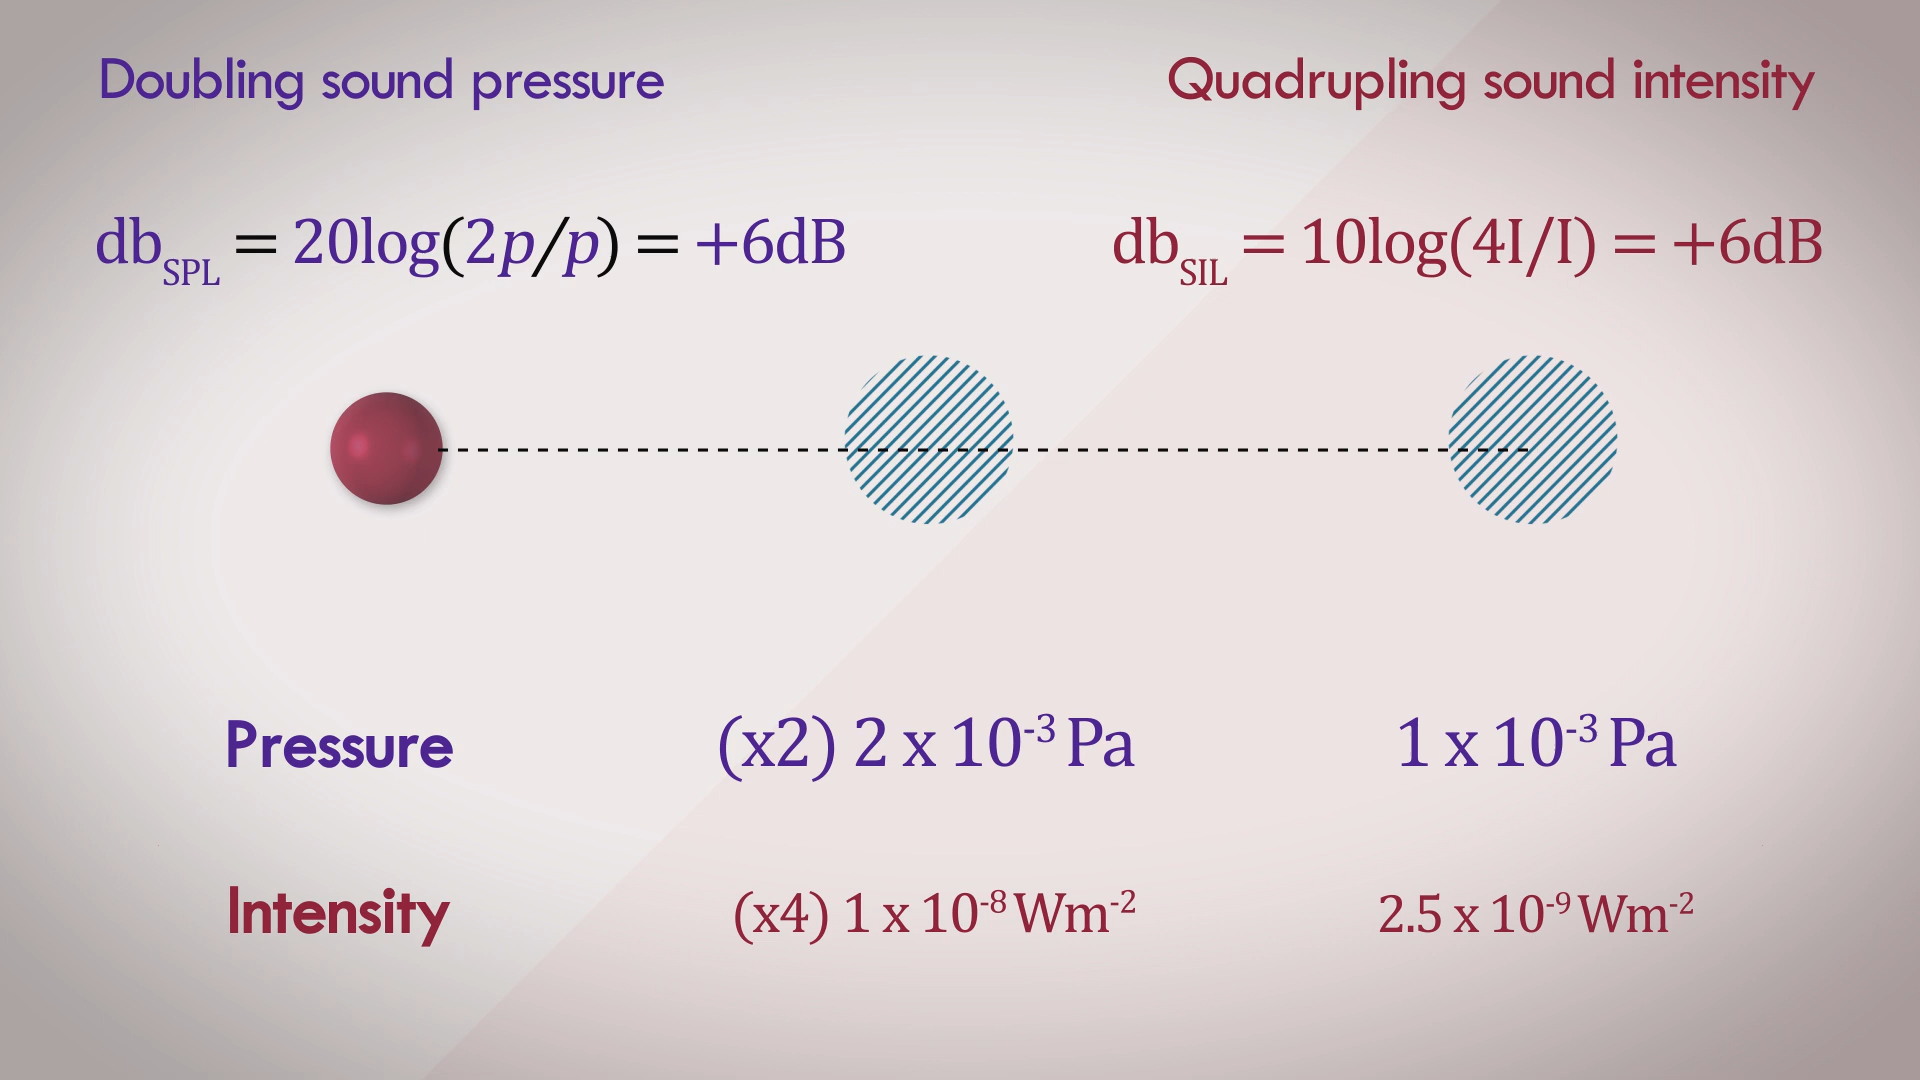 Doubling sound pressure
Quadrupling sound intensity
db_SPL = 20log(2p/p) = +6dB
db_SIL = 10log(4I/I) = +6dB
Pressure (x2) 2 x 10⁻³ Pa 1 x 10⁻³ Pa
Intensity (x4) 1 x 10⁻⁸ Wm⁻² 2.5 x 10⁻⁹ Wm⁻²